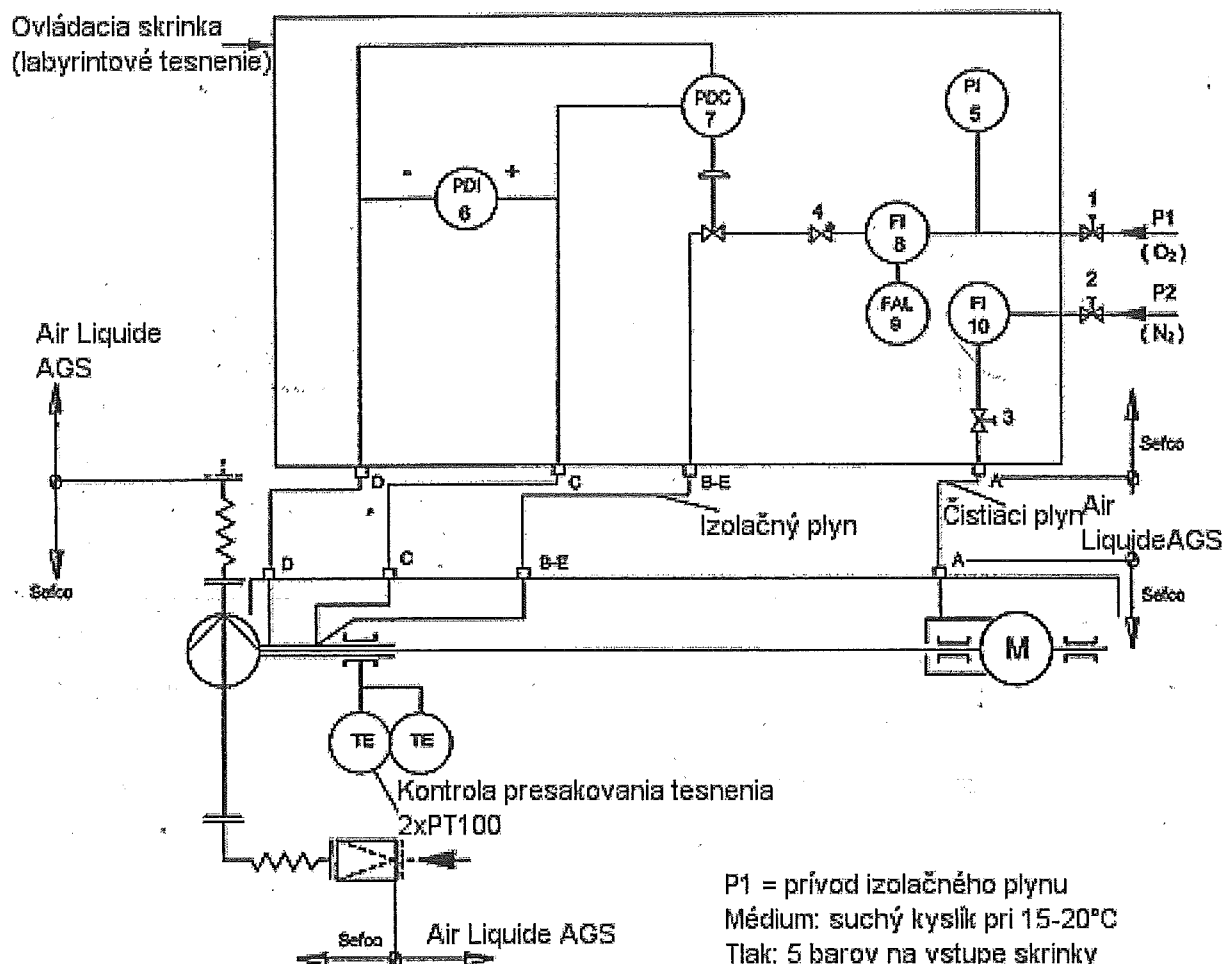 Ovládacia skrinka
(labyrintové tesnenie)
PDC
7
PI
5
-
+
PDI
6
4
FI
8
1
P1
(O₂)
FAL
9
FI
10
2
P2
(N₂)
3
Air Liquide
AGS
Sefco
D
C
B-E
A
Sefco
Izolačný plyn
Čistiaci plyn
Air
LiquideAGS
D
C
B-E
A
Sefco
M
TE
TE
Kontrola presakovania tesnenia
2xPT100
Sefco
Air Liquide AGS
P1 = prívod izolačného plynu
Médium: suchý kyslík pri 15-20°C
Tlak: 5 barov na vstupe skrinky